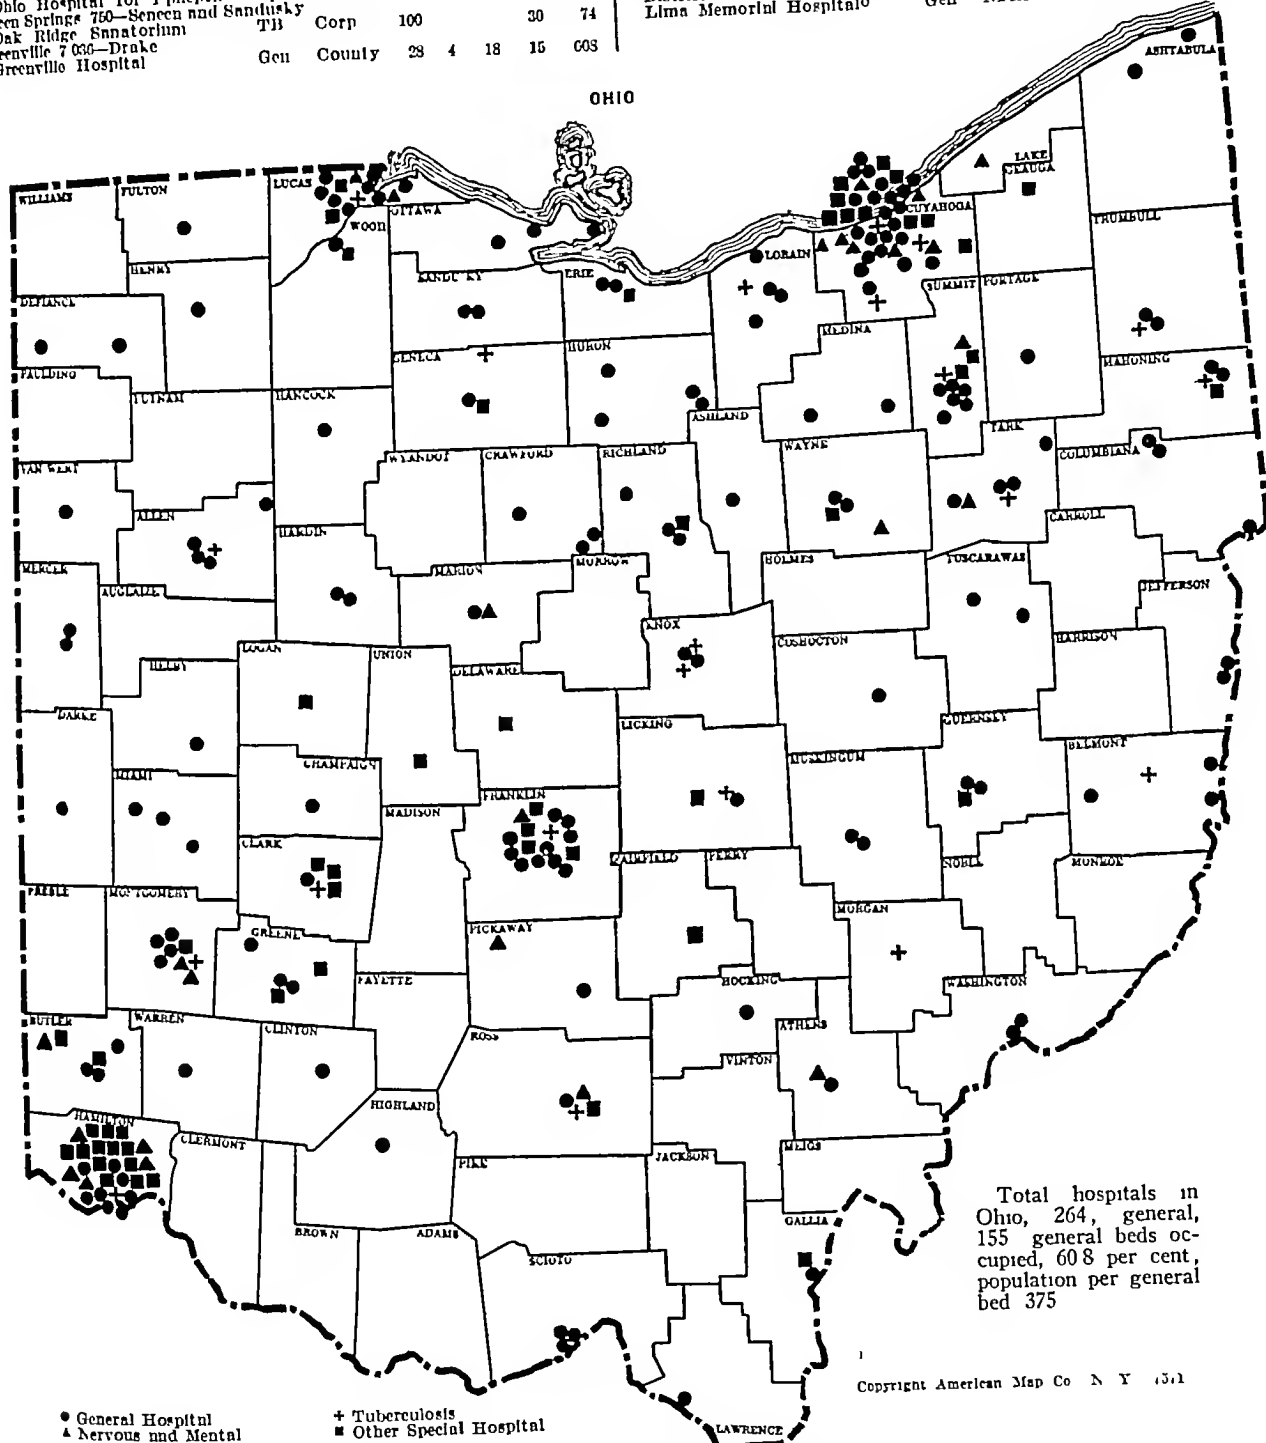 Springs 750—Seneca and Sandusky
Oak Ridge Sanatorium TB Corp 100 30 74
Greenville 7 036—Drake
Greenville Hospital Gen County 28 4 18 15 608
Lima Memorial Hospital Gen
OHIO
ASHTABULA
LAKE
GEAUGA
LUCAS
FULTON
WILLIAMS
OTTAWA
WOOD
CUYAHOGA
TRUMBULL
LORAIN
HENRY
SANDUSKY
ERIE
SUMMIT
PORTAGE
DEFIANCE
MEDINA
HURON
SENECA
MAHONING
PAULDING
PUTNAM
HANCOCK
ASHLAND
STARK
WAYNE
COLUMBIANA
WYANDOT
CRAWFORD
RICHLAND
VAN WERT
ALLEN
CARROLL
HARDIN
HOLMES
TUSCARAWAS
MERCER
MARION
MORROW
AUGLAIZE
JEFFERSON
KNOX
COSHOCTON
HARRISON
LOGAN
UNION
SHELBY
DELAWARE
DARKE
LICKING
GUERNSEY
BELMONT
MUSKINGUM
CHAMPAIGN
MIAMI
FRANKLIN
MADISON
CLARK
FAIRFIELD
PERRY
NOBLE
MONROE
PREBLE
MONTGOMERY
MORGAN
GREENE
PICKAWAY
FAYETTE
HOCKING
WASHINGTON
BUTLER
WARREN
CLINTON
ATHENS
ROSS
VINTON
HIGHLAND
HAMILTON
CLERMONT
MEIGS
PIKE
JACKSON
GALLIA
BROWN
ADAMS
SCIOTO
LAWRENCE
Total hospitals in
Ohio, 264, general,
155 general beds oc-
cupied, 60 8 per cent,
population per general
bed 375
Copyright American Map Co N Y
● General Hospital
▲ Nervous and Mental
+ Tuberculosis
■ Other Special Hospital